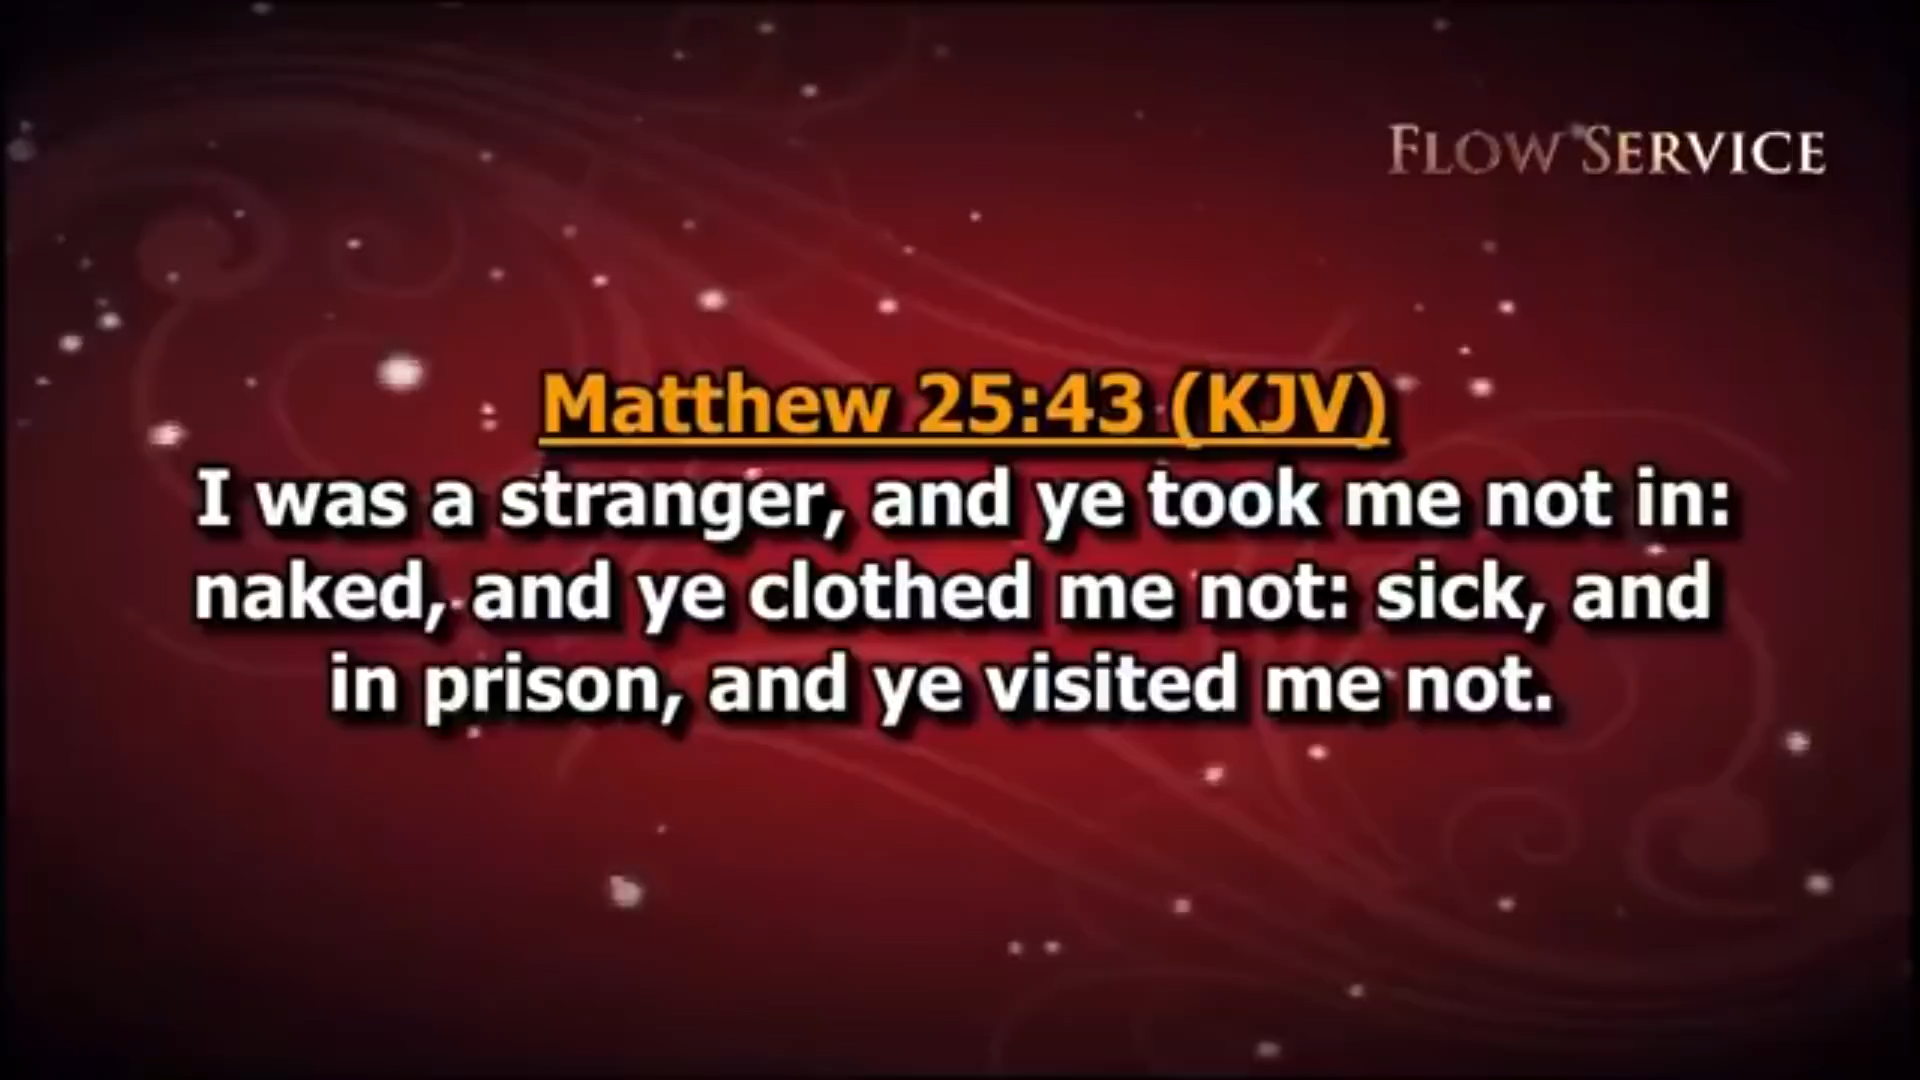 FLOW SERVICE
Matthew 25:43 (KJV)
I was a stranger, and ye took me not in:
naked, and ye clothed me not: sick, and
in prison, and ye visited me not.